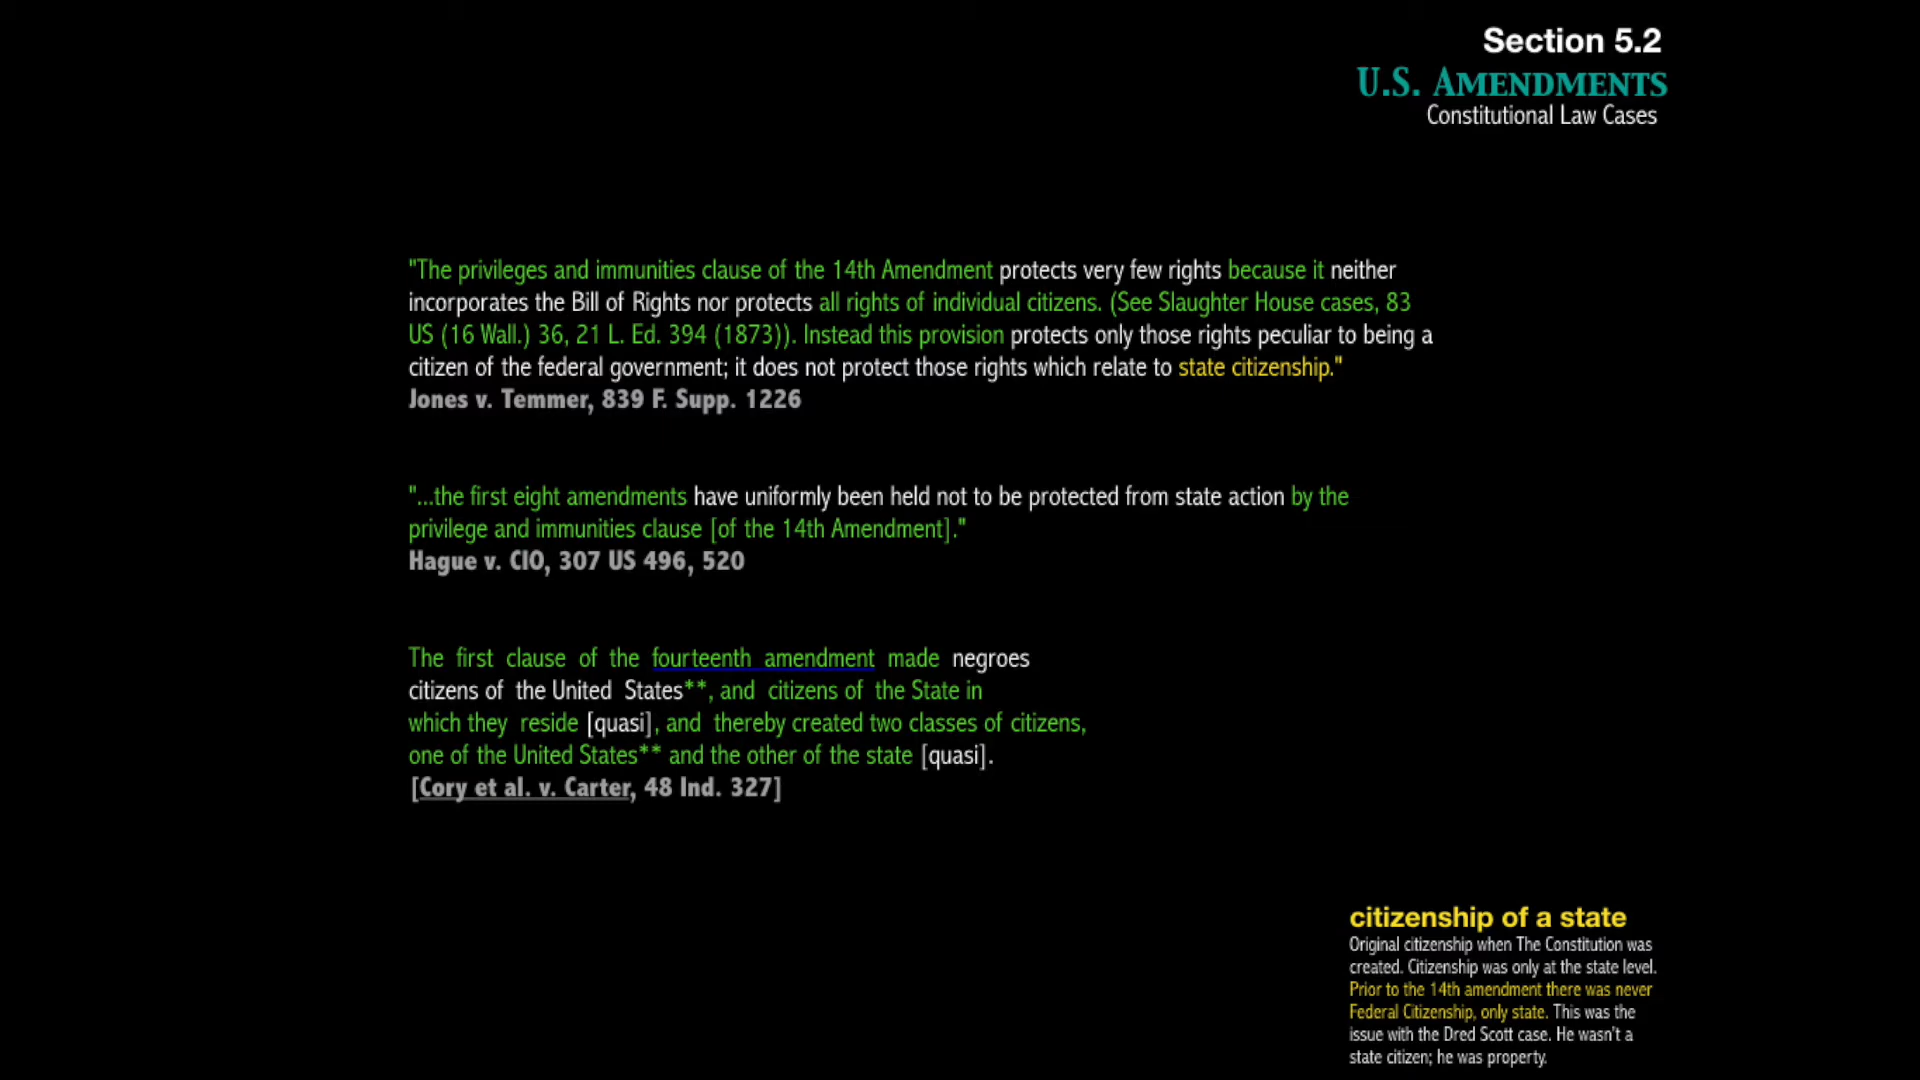 Section 5.2
U.S. AMENDMENTS
Constitutional Law Cases
"The privileges and immunities clause of the 14th Amendment protects very few rights because it neither
incorporates the Bill of Rights nor protects all rights of individual citizens. (See Slaughter House cases, 83
US (16 Wall.) 36, 21 L. Ed. 394 (1873)). Instead this provision protects only those rights peculiar to being a
citizen of the federal government; it does not protect those rights which relate to state citizenship."
Jones v. Temmer, 839 F. Supp. 1226
"...the first eight amendments have uniformly been held not to be protected from state action by the
privilege and immunities clause [of the 14th Amendment]."
Hague v. CIO, 307 US 496, 520
The first clause of the fourteenth amendment made negroes
citizens of the United States**, and citizens of the State in
which they reside [quasi], and thereby created two classes of citizens,
one of the United States** and the other of the state [quasi].
[Cory et al. v. Carter, 48 Ind. 327]
citizenship of a state
Original citizenship when The Constitution was
created. Citizenship was only at the state level.
Prior to the 14th amendment there was never
Federal Citizenship, only state. This was the
issue with the Dred Scott case. He wasn't a
state citizen; he was property.